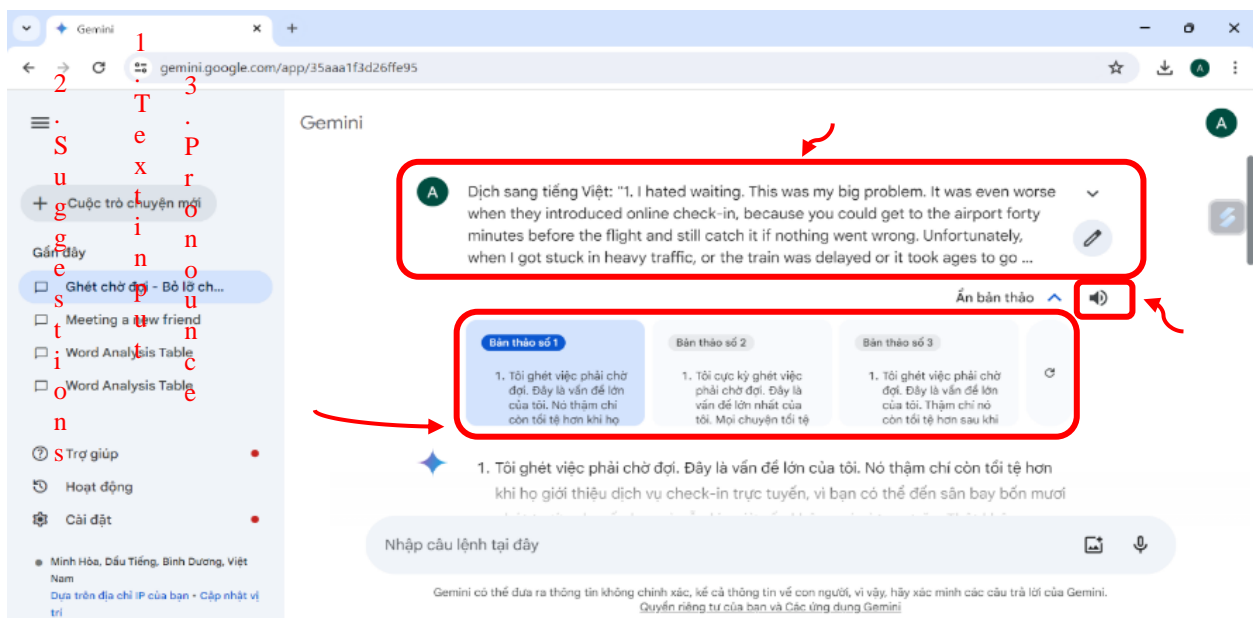 Gemini
gemini.google.com/app/35aaa1f3d26ffe95
A
1.Text input
2.Suggestions
3.Pronounce
Gemini
A
Cuộc trò chuyện mới
Gần đây
Ghét chờ đợi - Bỏ lỡ ch...
Meeting a new friend
Word Analysis Table
Word Analysis Table
Trợ giúp
Hoạt động
Cài đặt
Minh Hòa, Dầu Tiếng, Bình Dương, Việt
Nam
Dựa trên địa chỉ IP của bạn • Cập nhật vị
trí
A
Dịch sang tiếng Việt: "1. I hated waiting. This was my big problem. It was even worse
when they introduced online check-in, because you could get to the airport forty
minutes before the flight and still catch it if nothing went wrong. Unfortunately,
when I got stuck in heavy traffic, or the train was delayed or it took ages to go ...
Ẩn bản thảo
Bản thảo số 1
1. Tôi ghét việc phải chờ
đợi. Đây là vấn đề lớn
của tôi. Nó thậm chí
còn tồi tệ hơn khi họ
Bản thảo số 2
1. Tôi cực kỳ ghét việc
phải chờ đợi. Đây là
vấn đề lớn nhất của
tôi. Mọi chuyện tồi tệ
Bản thảo số 3
1. Tôi ghét việc phải chờ
đợi. Đây là vấn đề lớn
của tôi. Thậm chí nó
còn tồi tệ hơn sau khi
1. Tôi ghét việc phải chờ đợi. Đây là vấn đề lớn của tôi. Nó thậm chí còn tồi tệ hơn
khi họ giới thiệu dịch vụ check-in trực tuyến, vì bạn có thể đến sân bay bốn mươi
Nhập câu lệnh tại đây
Gemini có thể đưa ra thông tin không chính xác, kể cả thông tin về con người, vì vậy, hãy xác minh các câu trả lời của Gemini.
Quyền riêng tư của bạn và Các ứng dụng Gemini